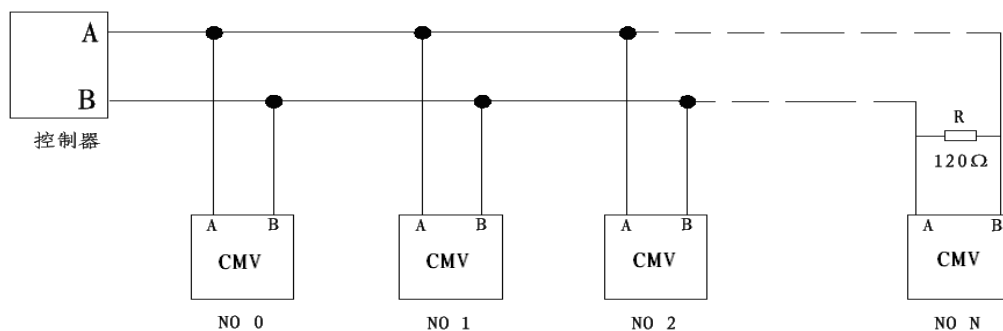 A
B
控制器
R
120Ω
A B A B A B A B
CMV CMV CMV CMV
NO 0 NO 1 NO 2 NO N